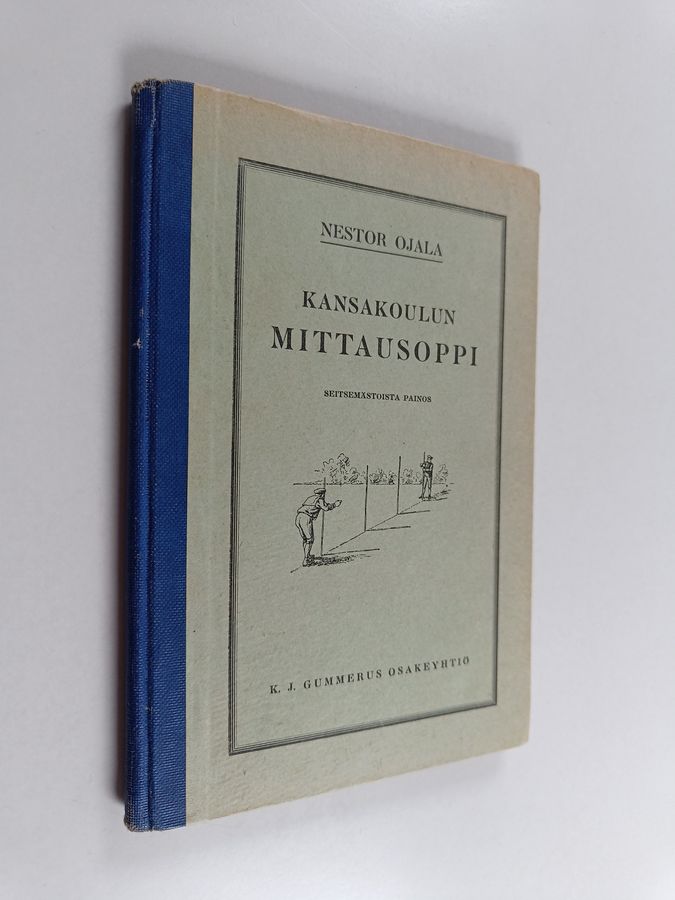 NESTOR OJALA
KANSAKOULUN
MITTAUSOPPI
SEITSEMÄSTOISTA PAINOS
K. J. GUMMERUS OSAKEYHTIÖ